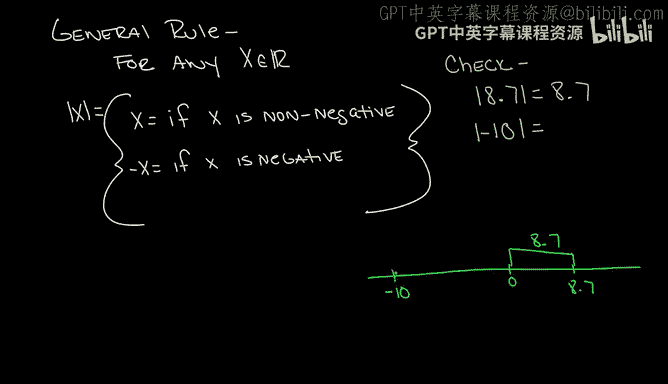 GPT中英字幕课程资源@bilibili.com
GPT中英字幕课程资源 bilibili
GENERAL RULE -
FOR ANY X∈ℝ
|x|=
X= if x is NON-Negative
-X= if x is NeGATIVE
CHECK -
|8.7| = 8.7
|-10| =
8.7
-10 0 8.7